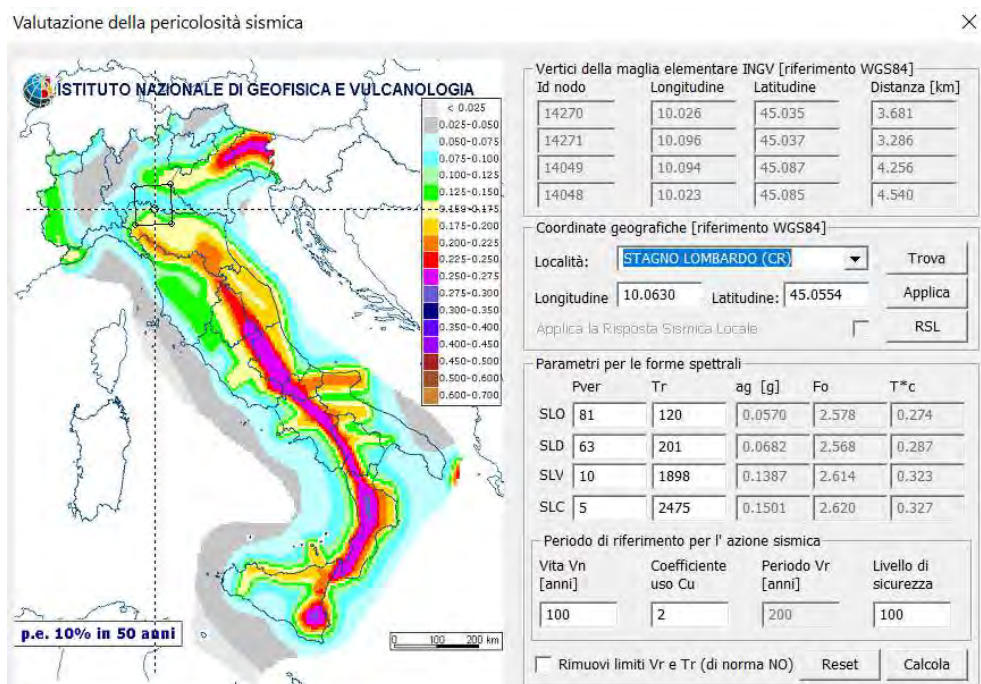 Valutazione della pericolosità sismica
ISTITUTO NAZIONALE DI GEOFISICA E VULCANOLOGIA
< 0.025
0.025-0.050
0.050-0.075
0.075-0.100
0.100-0.125
0.125-0.150
0.150-0.175
0.175-0.200
0.200-0.225
0.225-0.250
0.250-0.275
0.275-0.300
0.300-0.350
0.350-0.400
0.400-0.450
0.450-0.500
0.500-0.600
0.600-0.700
p.e. 10% in 50 anni
0 100 200 km
Vertici della maglia elementare INGV [riferimento WGS84]
Id nodo Longitudine Latitudine Distanza [km]
14270 10.026 45.035 3.681
14271 10.096 45.037 3.286
14049 10.094 45.087 4.256
14048 10.023 45.085 4.540
Coordinate geografiche [riferimento WGS84]
Località: STAGNO LOMBARDO (CR) Trova
Longitudine 10.0630 Latitudine: 45.0554 Applica
Applica la Risposta Sismica Locale RSL
Parametri per le forme spettrali
Pver Tr ag [g] Fo T*c
SLO 81 120 0.0570 2.578 0.274
SLD 63 201 0.0682 2.568 0.287
SLV 10 1898 0.1387 2.614 0.323
SLC 5 2475 0.1501 2.620 0.327
Periodo di riferimento per l' azione sismica
Vita Vn Coefficiente Periodo Vr Livello di
[anni] uso Cu [anni] sicurezza
100 2 200 100
Rimuovi limiti Vr e Tr (di norma NO) Reset Calcola